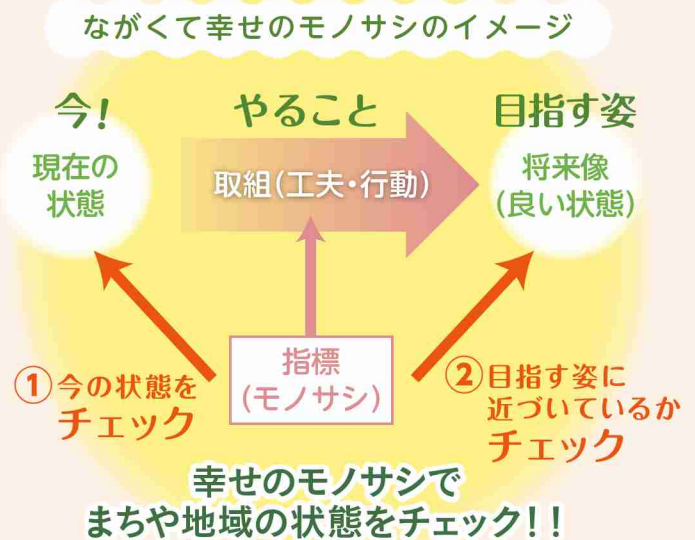 ながくて幸せのモノサシのイメージ
今!
やること
目指す姿
現在の
状態
取組(工夫・行動)
将来像
(良い状態)
指標
(モノサシ)
①今の状態を
チェック
②目指す姿に
近づいているか
チェック
幸せのモノサシで
まちや地域の状態をチェック!!